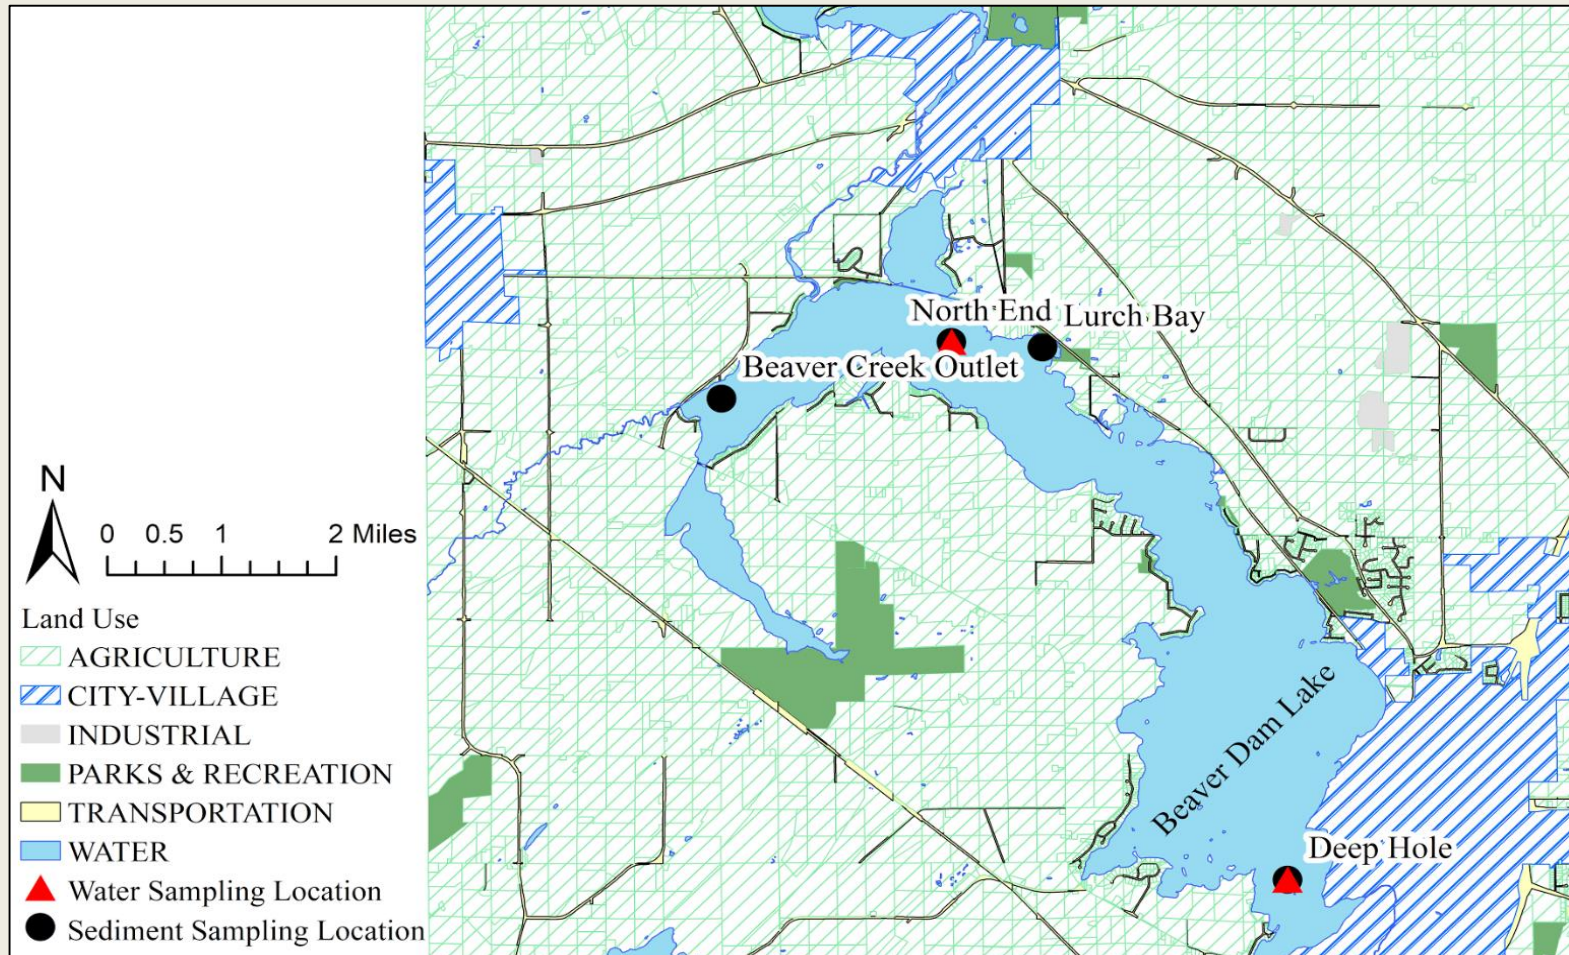 North End
Lurch Bay
Beaver Creek Outlet
N
0 0.5 1 2 Miles
Land Use
AGRICULTURE
CITY-VILLAGE
INDUSTRIAL
PARKS & RECREATION
TRANSPORTATION
WATER
Water Sampling Location
Sediment Sampling Location
Beaver Dam Lake
Deep Hole